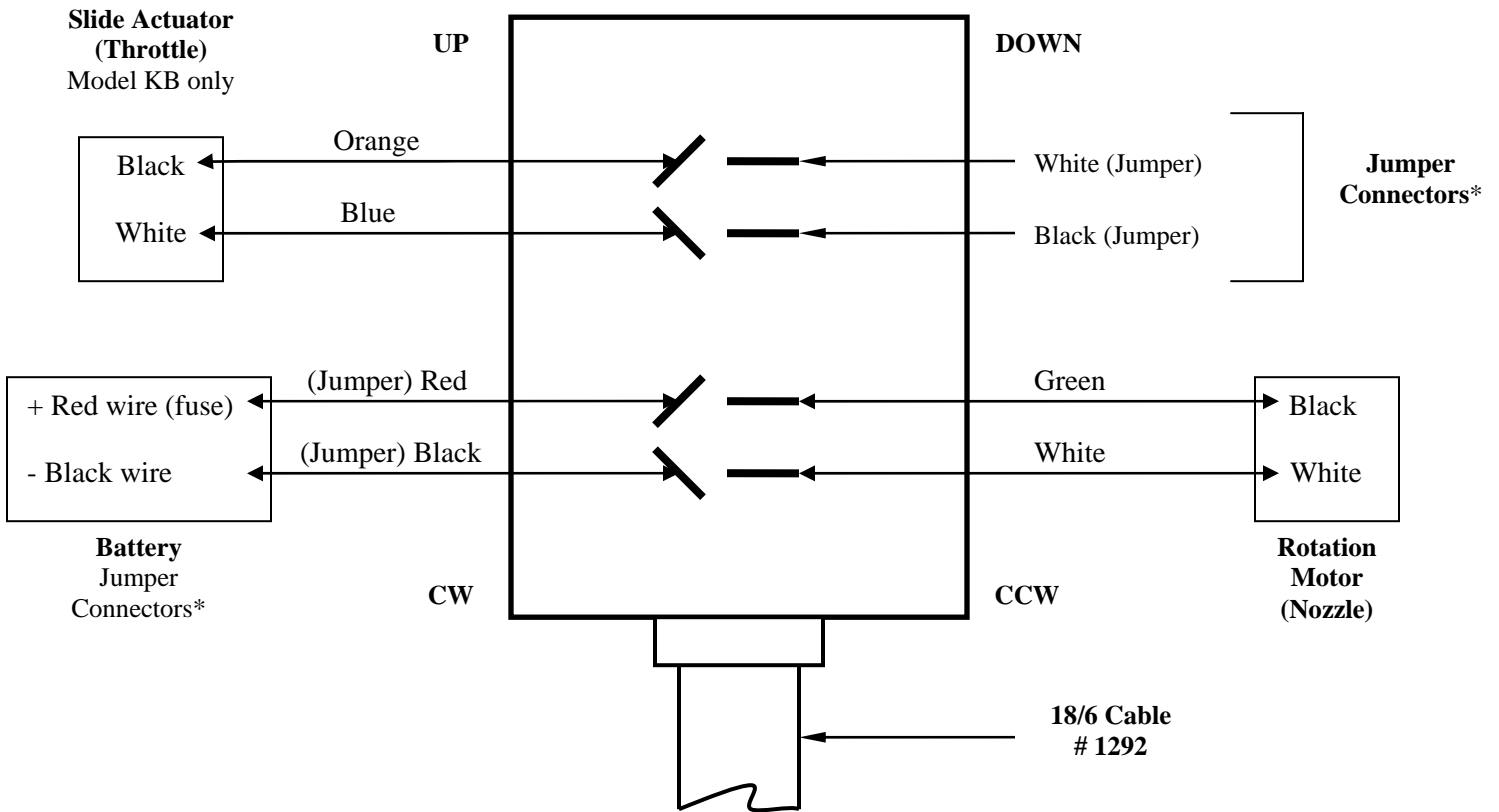 Slide Actuator
(Throttle)
Model KB only
UP
DOWN
Black
Orange
White (Jumper)
White
Blue
Black (Jumper)
Jumper
Connectors*
+ Red wire (fuse)
(Jumper) Red
Green
Black
- Black wire
(Jumper) Black
White
White
Battery
Jumper
Connectors*
CW
CCW
Rotation
Motor
(Nozzle)
18/6 Cable
# 1292